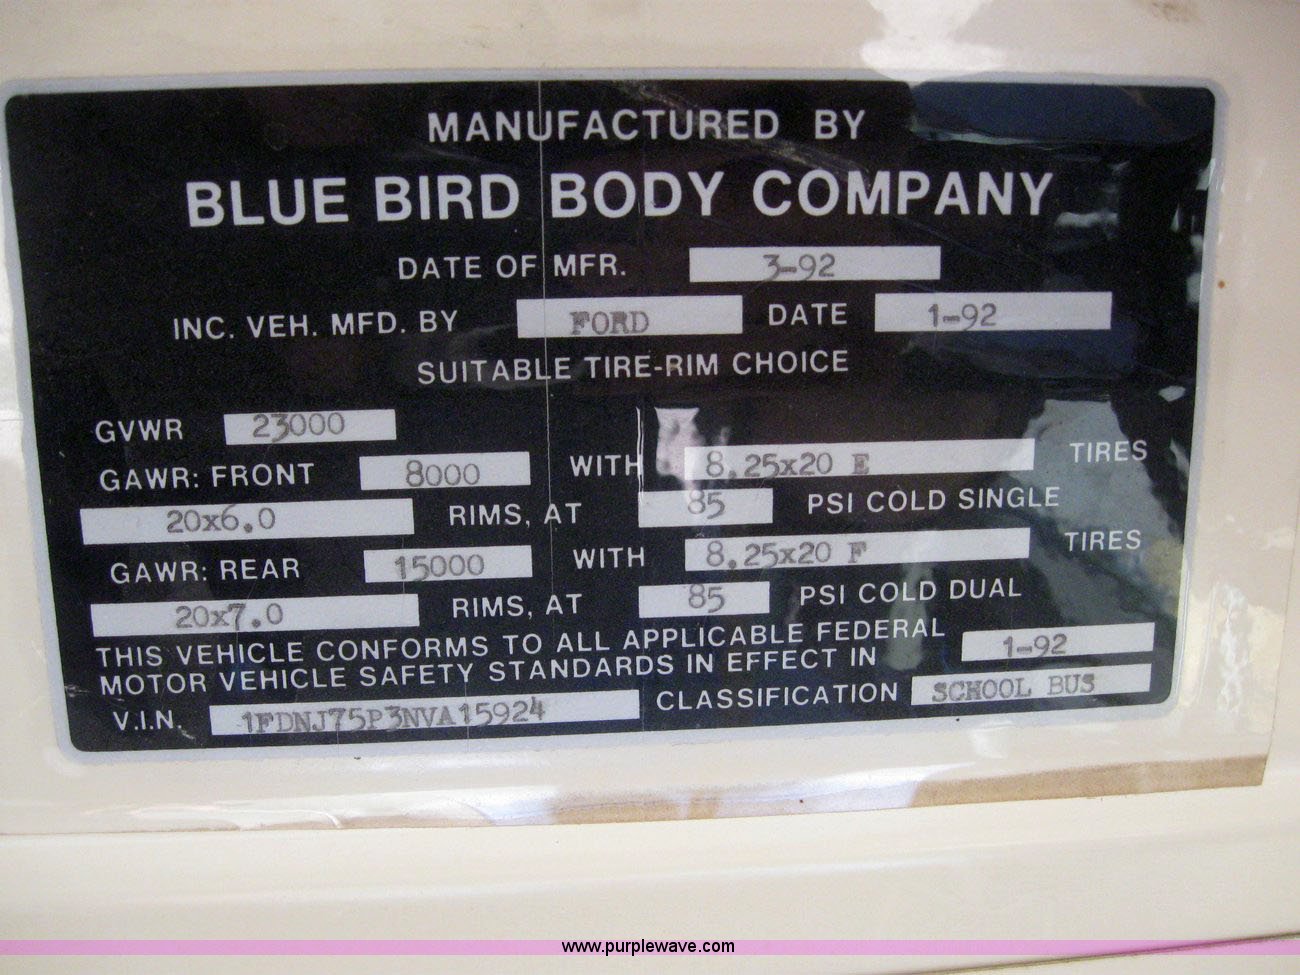 MANUFACTURED BY
BLUE BIRD BODY COMPANY
DATE OF MFR. 3-92
INC. VEH. MFD. BY FORD DATE 1-92
SUITABLE TIRE-RIM CHOICE
GVWR 23000
GAWR: FRONT 8000 WITH 8.25x20 E TIRES
20x6.0 RIMS, AT 85 PSI COLD SINGLE
GAWR: REAR 15000 WITH 8.25x20 F TIRES
20x7.0 RIMS, AT 85 PSI COLD DUAL
THIS VEHICLE CONFORMS TO ALL APPLICABLE FEDERAL
MOTOR VEHICLE SAFETY STANDARDS IN EFFECT IN 1-92
V.I.N. 1FDNJ75P3NVA15924 CLASSIFICATION SCHOOL BUS
www.purplewave.com